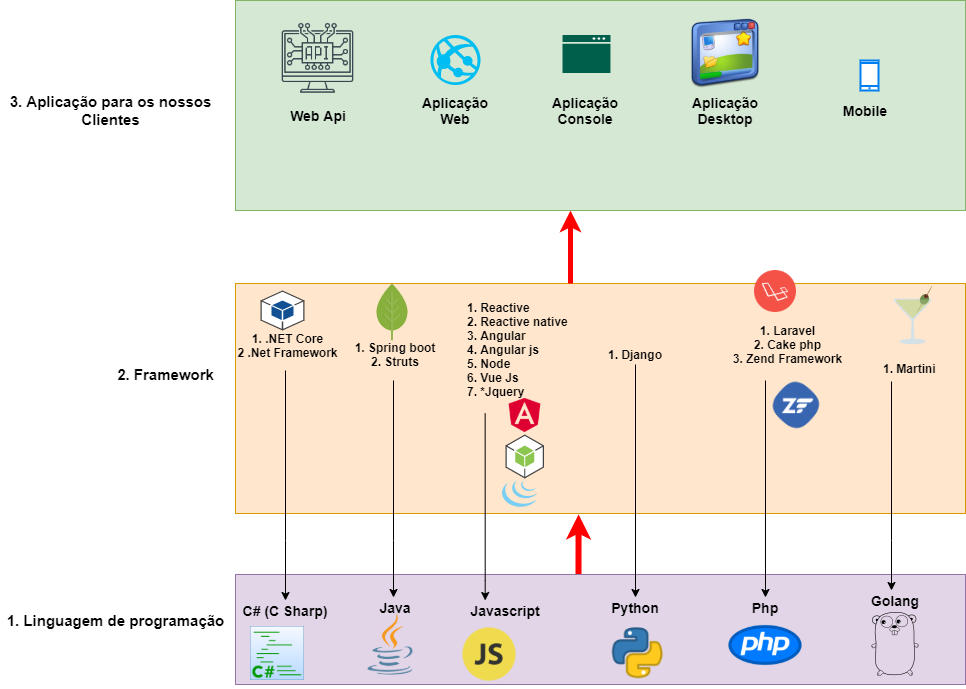 3. Aplicação para os nossos
Clientes
API
Web Api
Aplicação
Web
Aplicação
Console
Aplicação
Desktop
Mobile
2. Framework
1. .NET Core
2 .Net Framework
1. Spring boot
2. Struts
1. Reactive
2. Reactive native
3. Angular
4. Angular js
5. Node
6. Vue Js
7. *Jquery
A
1. Django
1. Laravel
2. Cake php
3. Zend Framework
ZF
1. Martini
1. Linguagem de programação
C# (C Sharp)
C#
Java
Javascript
JS
Python
Php
php
Golang